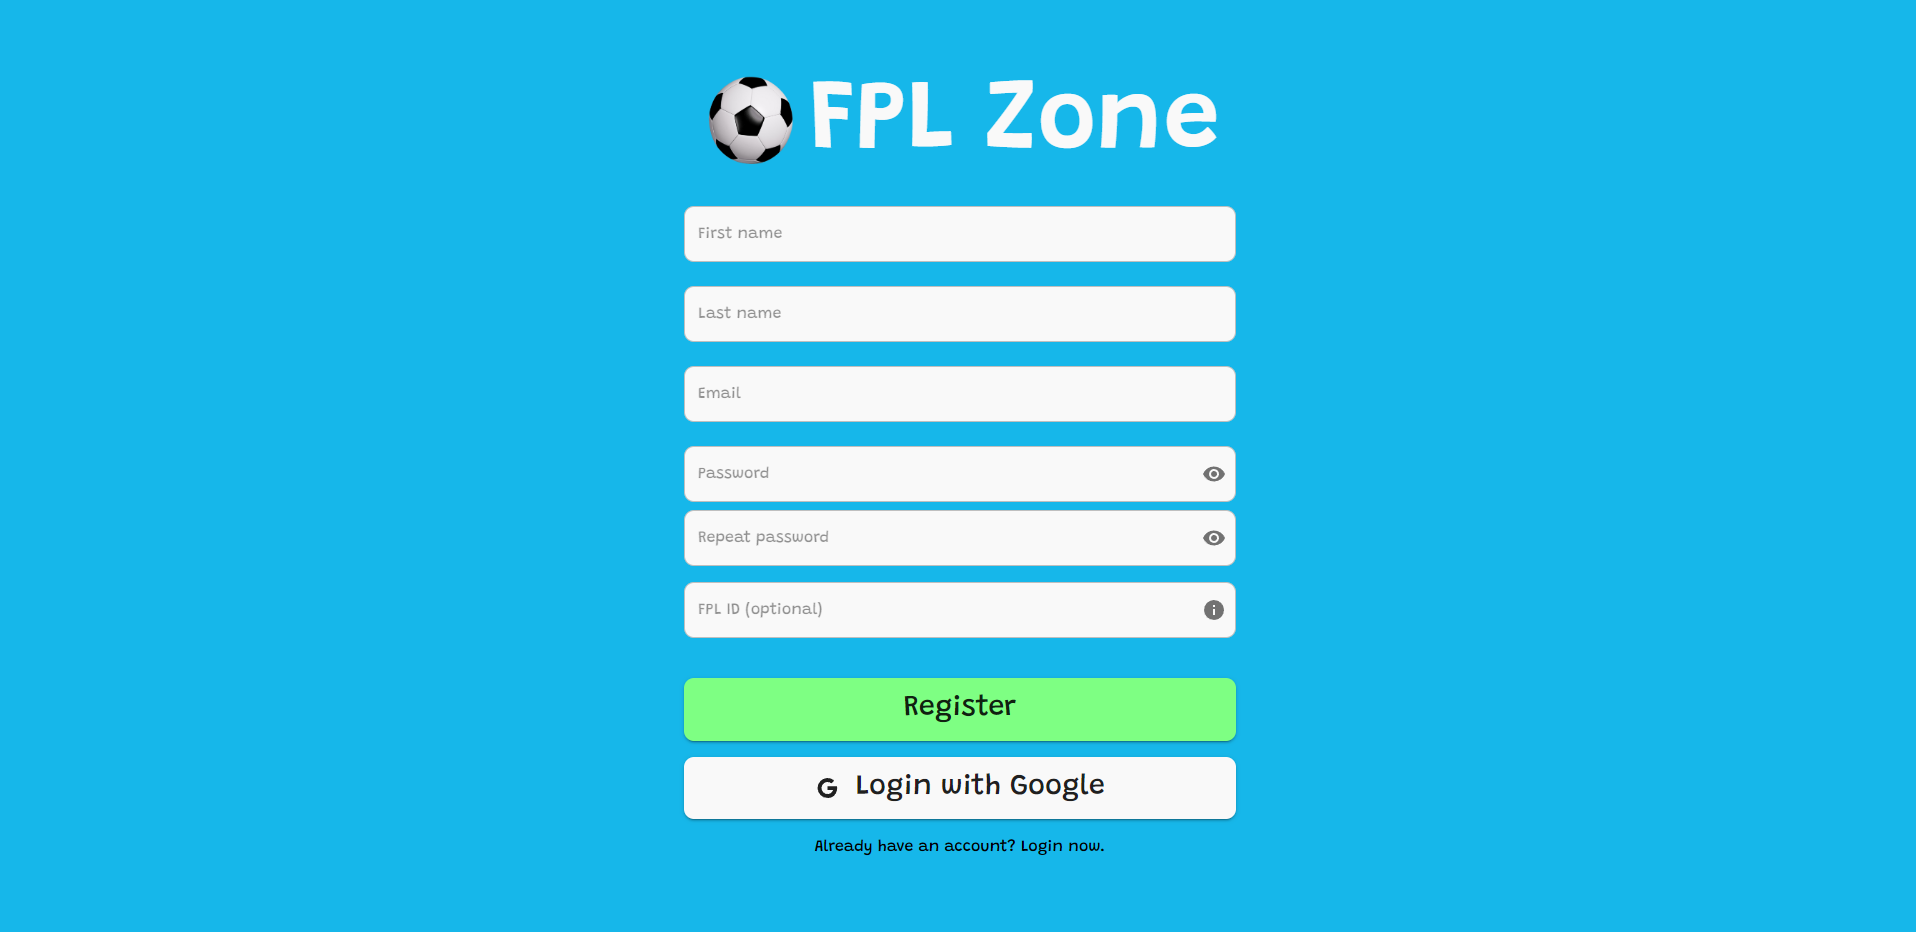 FPL Zone
First name
Last name
Email
Password
Repeat password
FPL ID (optional)
Register
Login with Google
Already have an account? Login now.